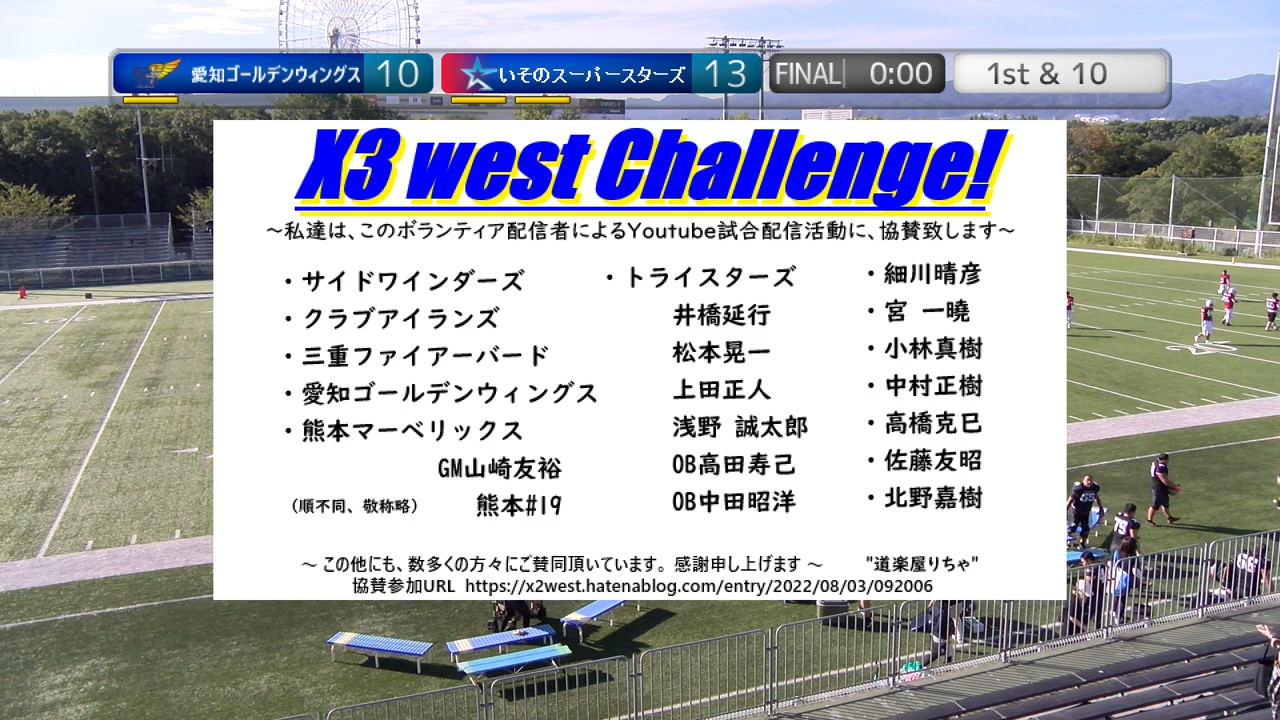 愛知ゴールデンウィングス 10 いそのスーパースターズ 13 FINAL 0:00 1st & 10
X3 west Challenge!
～私達は、このボランティア配信者によるYoutube試合配信活動に、協賛致します～
・サイドワインダーズ
・クラブアイランズ
・三重ファイアーバード
・愛知ゴールデンウィングス
・熊本マーベリックス
GM山崎友裕
熊本#19
（順不同、敬称略）
・トライスターズ
井橋延行
松本晃一
上田正人
浅野 誠太郎
OB高田寿己
OB中田昭洋
・細川晴彦
・宮 一曉
・小林真樹
・中村正樹
・高橋克巳
・佐藤友昭
・北野嘉樹
～ この他にも、数多くの方々にご賛同頂いています。感謝申し上げます ～ "道楽屋りちゃ"
協賛参加URL https://x2west.hatenablog.com/entry/2022/08/03/092006